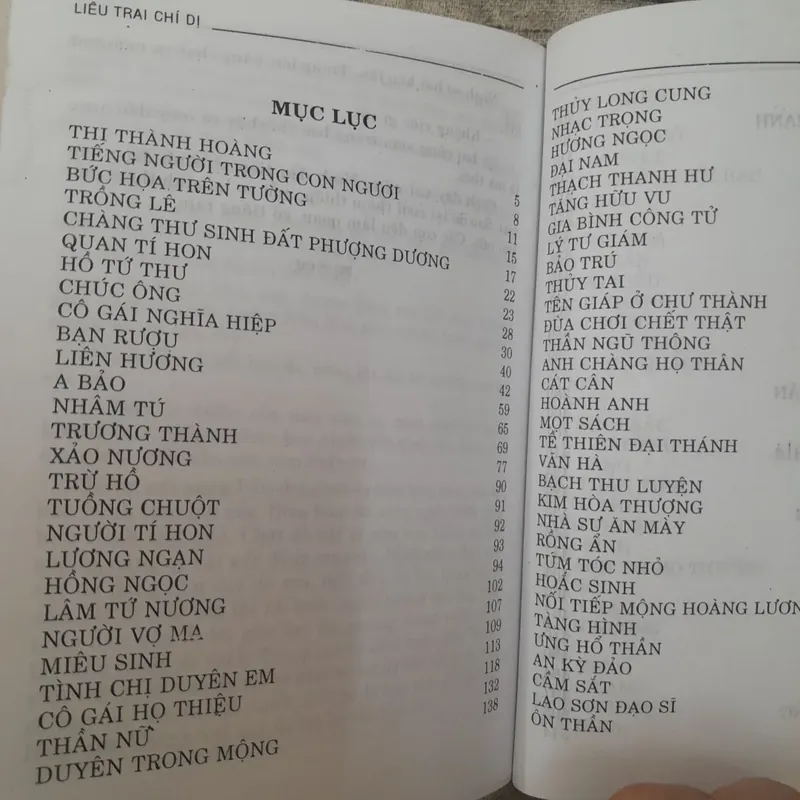 LIÊU TRAI CHÍ DỊ
MỤC LỤC
THI THÀNH HOÀNG 5
TIẾNG NGƯỜI TRONG CON NGƯƠI 8
BỨC HỌA TRÊN TƯỜNG 11
TRỒNG LÊ 15
CHÀNG THƯ SINH ĐẤT PHƯỢNG DƯƠNG 17
QUAN TÍ HON 22
HỒ TỨ THƯ 23
CHÚC ÔNG 28
CÔ GÁI NGHĨA HIỆP 30
BẠN RƯỢU 40
LIÊN HƯƠNG 42
A BẢO 59
NHÂM TÚ 65
TRƯƠNG THÀNH 69
XẢO NƯƠNG 77
TRỪ HỒ 90
TUỒNG CHUỘT 91
NGƯỜI TÍ HON 92
LƯƠNG NGẠN 93
HỒNG NGỌC 94
LÂM TỨ NƯƠNG 102
NGƯỜI VỢ MA 107
MIÊU SINH 109
TÌNH CHỊ DUYÊN EM 113
CÔ GÁI HỌ THIỆU 118
THẦN NỮ 132
DUYÊN TRONG MỘNG 138
THỦY LONG CUNG
NHẠC TRỌNG
HƯƠNG NGỌC
ĐẠI NAM
THẠCH THANH HƯ
TĂNG HỮU VU
GIA BÌNH CÔNG TỬ
LÝ TƯ GIÁM
BẢO TRÚ
THỦY TAI
TÊN GIÁP Ở CHƯ THÀNH
ĐÙA CHƠI CHẾT THẬT
THẦN NGŨ THÔNG
ANH CHÀNG HỌ THÂN
CÁT CÂN
HOÀNH ANH
MỌT SÁCH
TỀ THIÊN ĐẠI THÁNH
VÃN HÀ
BẠCH THU LUYỆN
KIM HÒA THƯỢNG
NHÀ SƯ ĂN MÀY
RỒNG ẨN
TÚM TÓC NHỎ
HOẮC SINH
NỐI TIẾP MỘNG HOÀNG LƯƠN
TÀNG HÌNH
ƯNG HỔ THẦN
AN KỲ ĐẢO
CẦM SẮT
LAO SƠN ĐẠO SĨ
ÔN THẦN